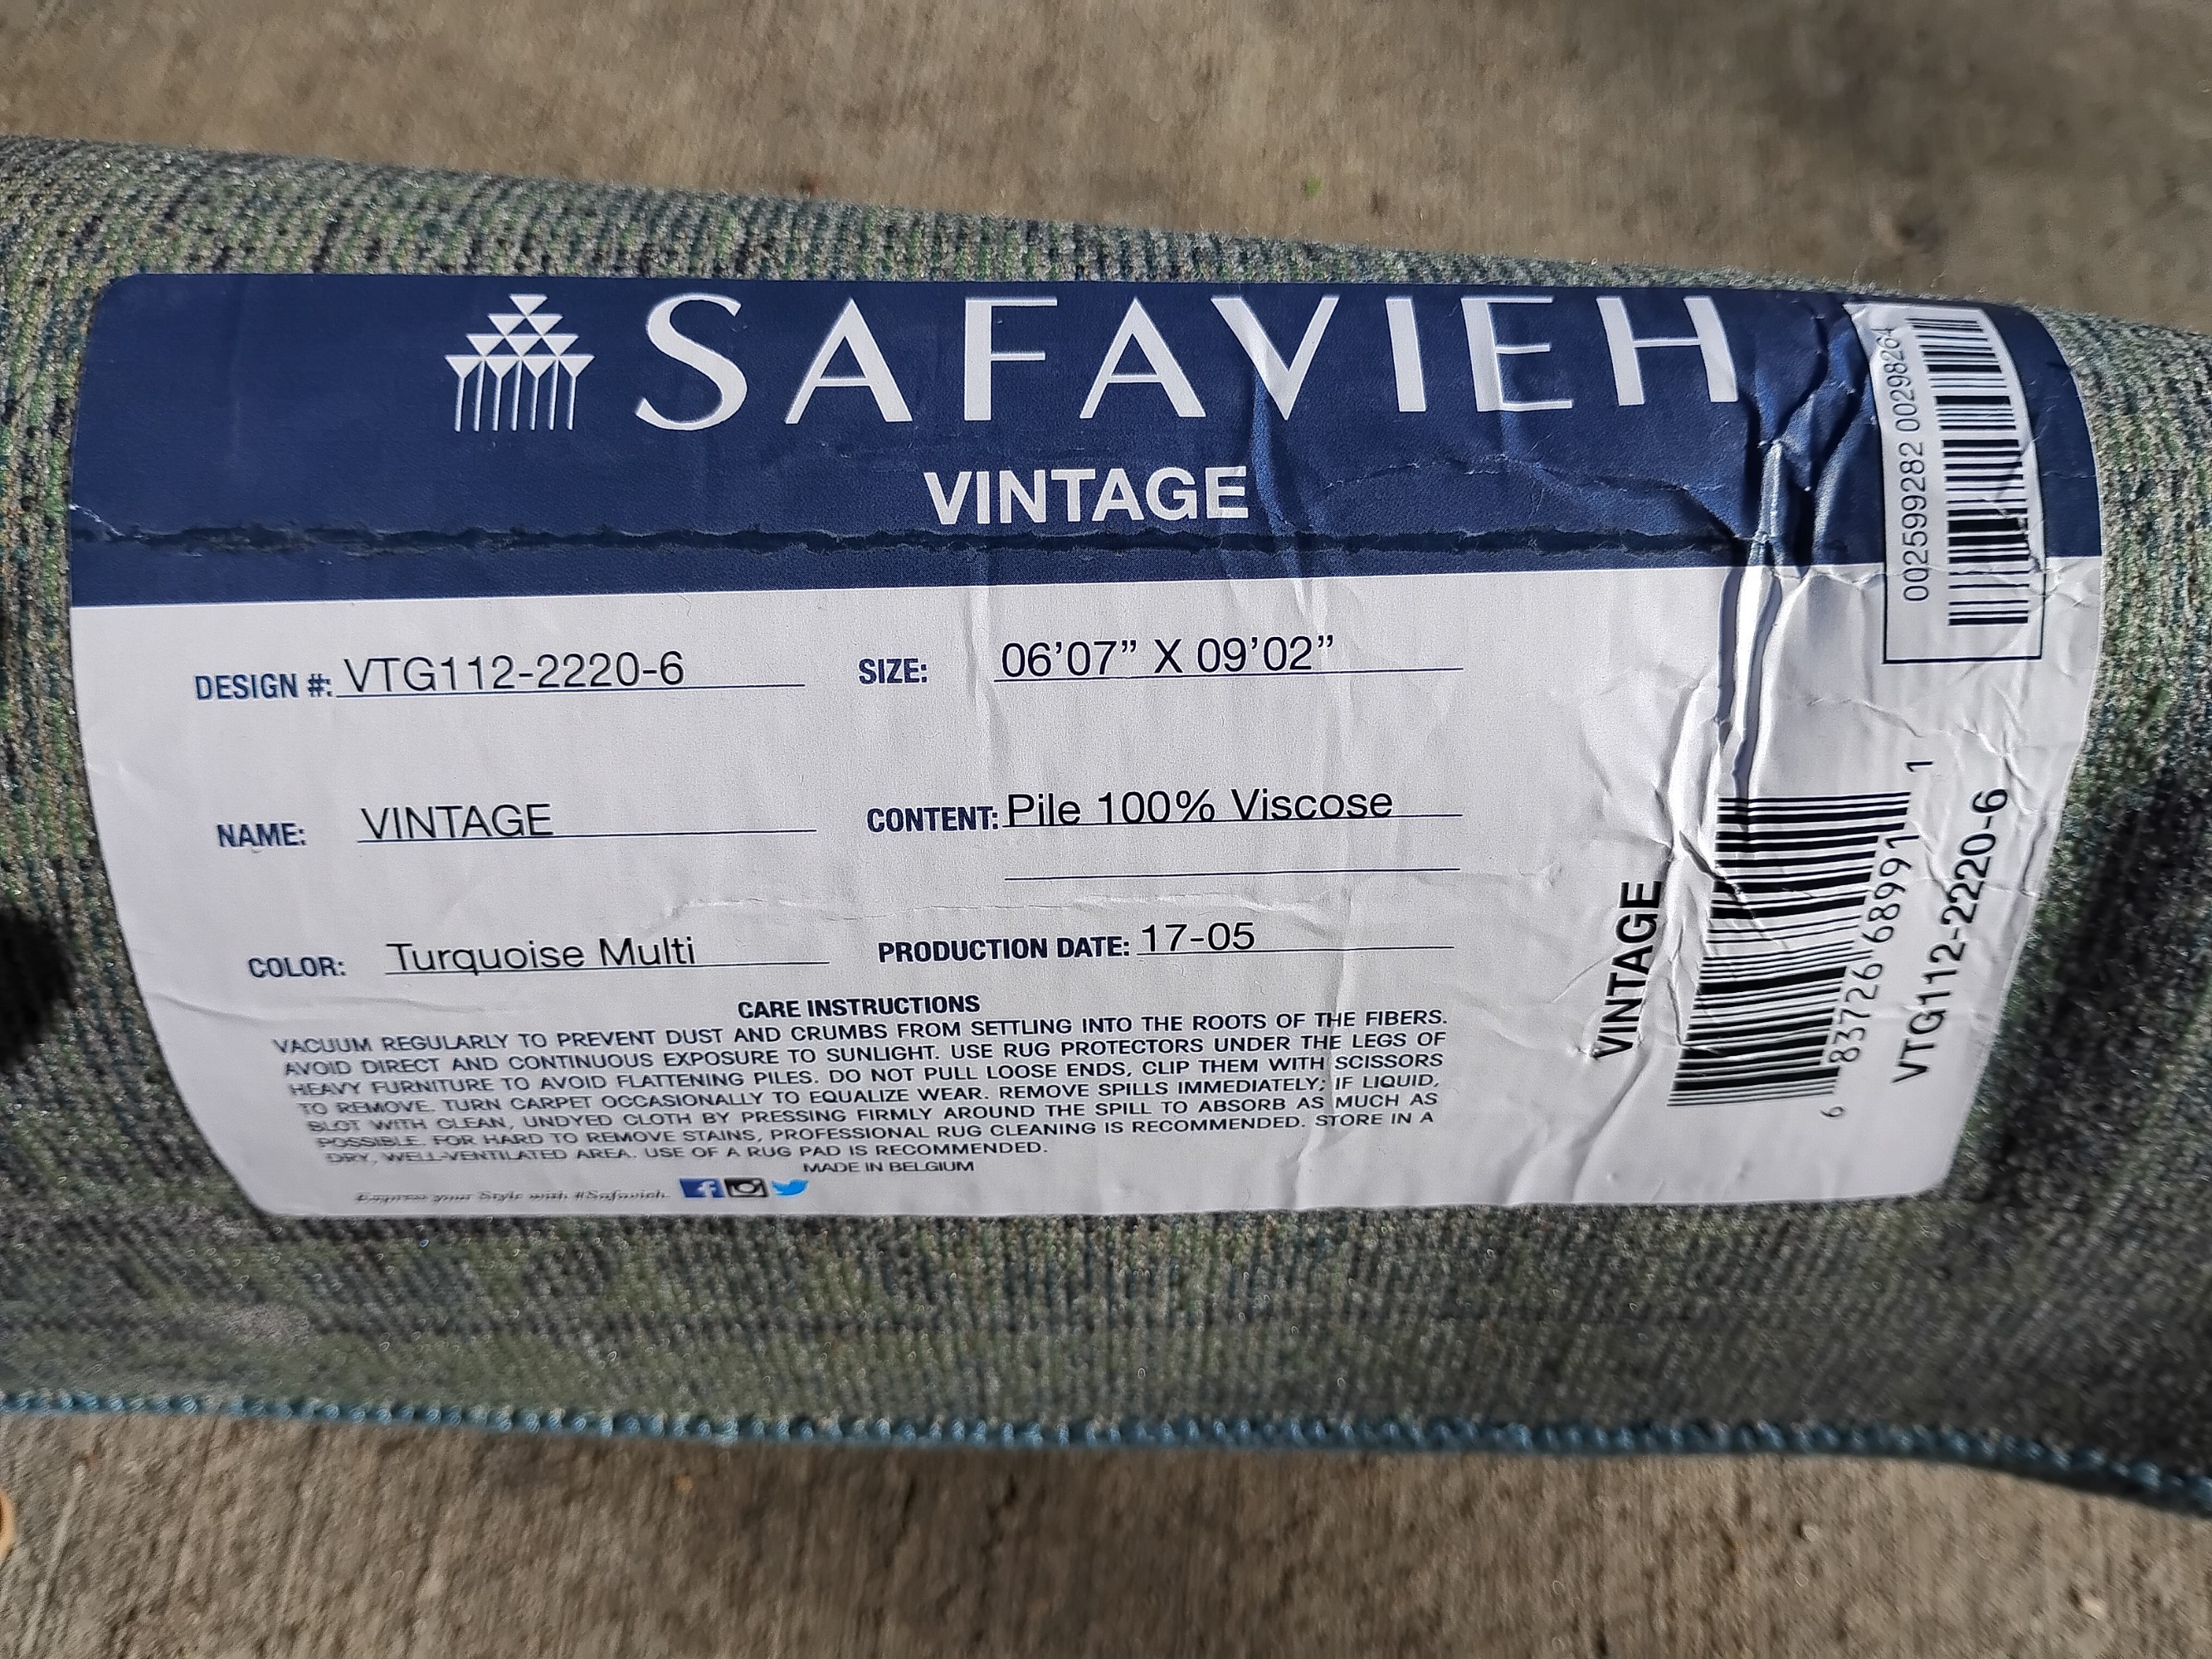 SAFAVIEH
VINTAGE
002599282 00298264
DESIGN #: VTG112-2220-6
SIZE: 06'07” X 09'02”
NAME: VINTAGE
CONTENT: Pile 100% Viscose
COLOR: Turquoise Multi
PRODUCTION DATE: 17-05
CARE INSTRUCTIONS
VACUUM REGULARLY TO PREVENT DUST AND CRUMBS FROM SETTLING INTO THE ROOTS OF THE FIBERS.
AVOID DIRECT AND CONTINUOUS EXPOSURE TO SUNLIGHT. USE RUG PROTECTORS UNDER THE LEGS OF
HEAVY FURNITURE TO AVOID FLATTENING PILES. DO NOT PULL LOOSE ENDS, CLIP THEM WITH SCISSORS
TO REMOVE. TURN CARPET OCCASIONALLY TO EQUALIZE WEAR. REMOVE SPILLS IMMEDIATELY; IF LIQUID,
BLOT WITH CLEAN, UNDYED CLOTH BY PRESSING FIRMLY AROUND THE SPILL TO ABSORB AS MUCH AS
POSSIBLE. FOR HARD TO REMOVE STAINS, PROFESSIONAL RUG CLEANING IS RECOMMENDED. STORE IN A
DRY, WELL-VENTILATED AREA. USE OF A RUG PAD IS RECOMMENDED.
MADE IN BELGIUM
Express your Style with #Safavieh.
VINTAGE
6 83726 68991 1
VTG112-2220-6